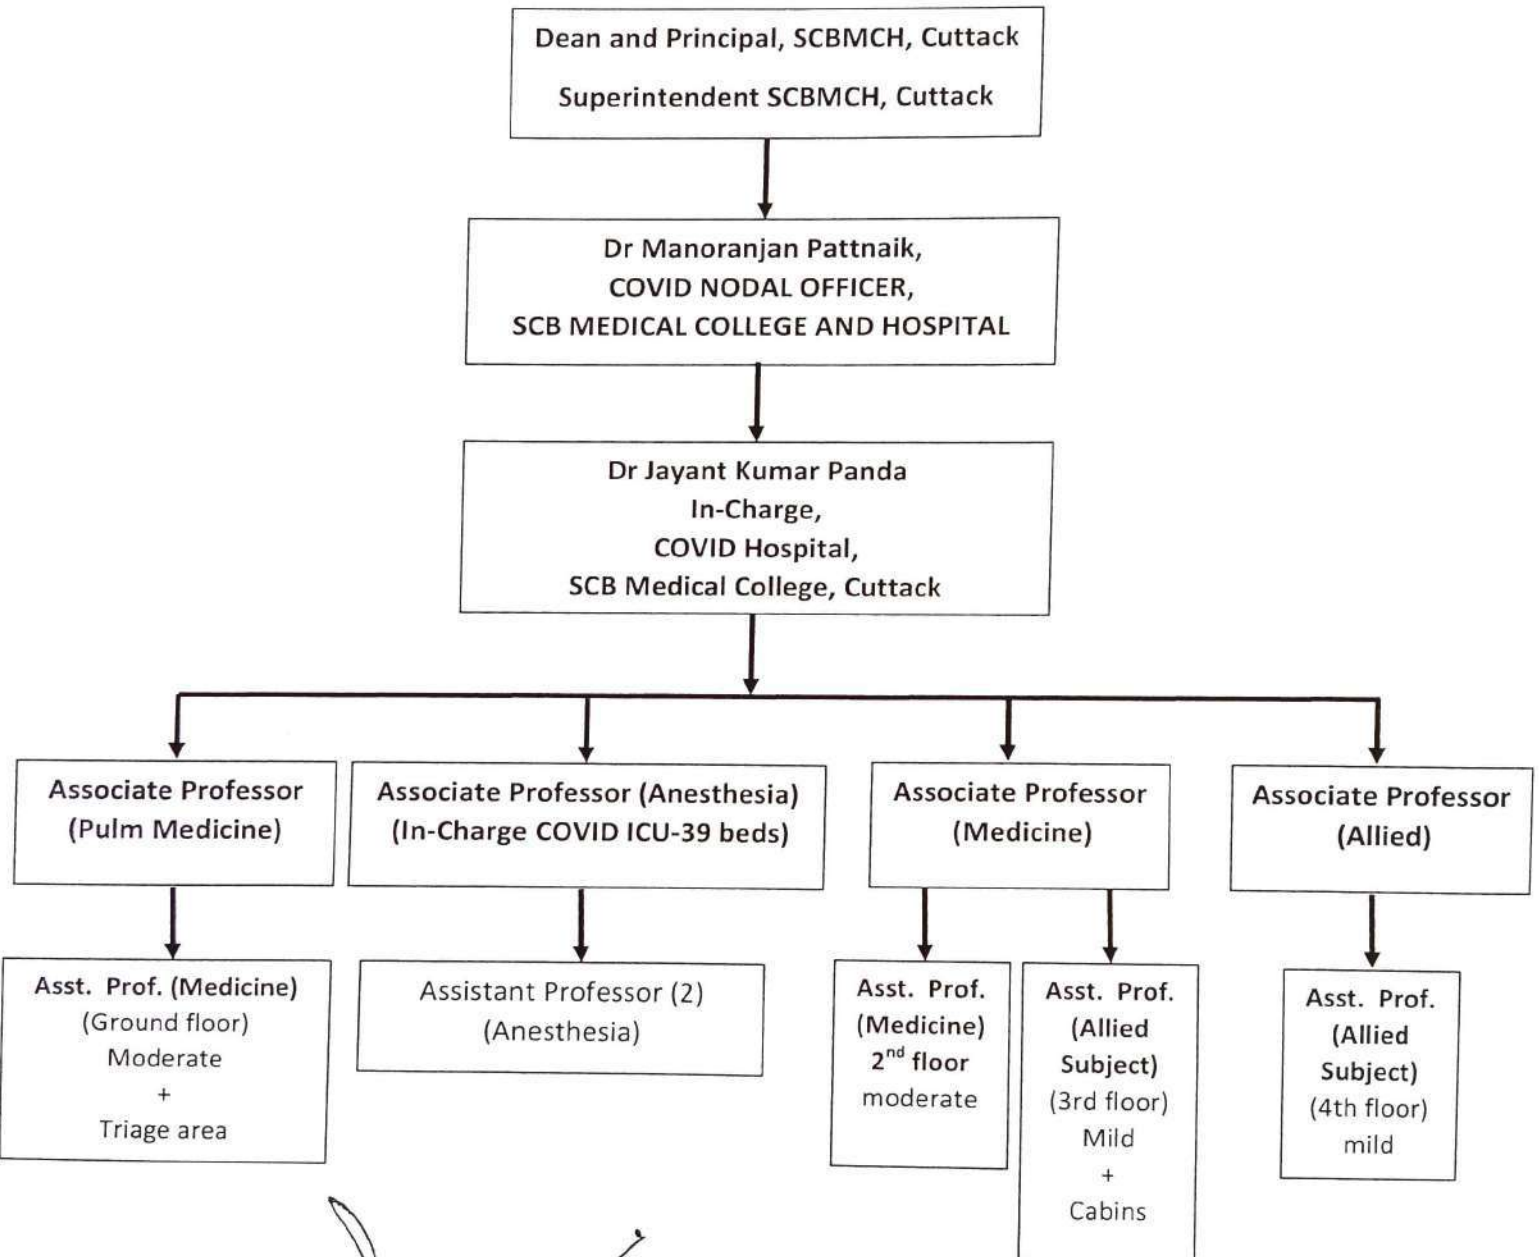 Dean and Principal, SCBMCH, Cuttack
Superintendent SCBMCH, Cuttack
Dr Manoranjan Pattnaik,
COVID NODAL OFFICER,
SCB MEDICAL COLLEGE AND HOSPITAL
Dr Jayant Kumar Panda
In-Charge,
COVID Hospital,
SCB Medical College, Cuttack
Associate Professor
(Pulm Medicine)
Associate Professor (Anesthesia)
(In-Charge COVID ICU-39 beds)
Associate Professor
(Medicine)
Associate Professor
(Allied)
Asst. Prof. (Medicine)
(Ground floor)
Moderate
+
Triage area
Assistant Professor (2)
(Anesthesia)
Asst. Prof.
(Medicine)
2nd floor
moderate
Asst. Prof.
(Allied
Subject)
(3rd floor)
Mild
+
Cabins
Asst. Prof.
(Allied
Subject)
(4th floor)
mild